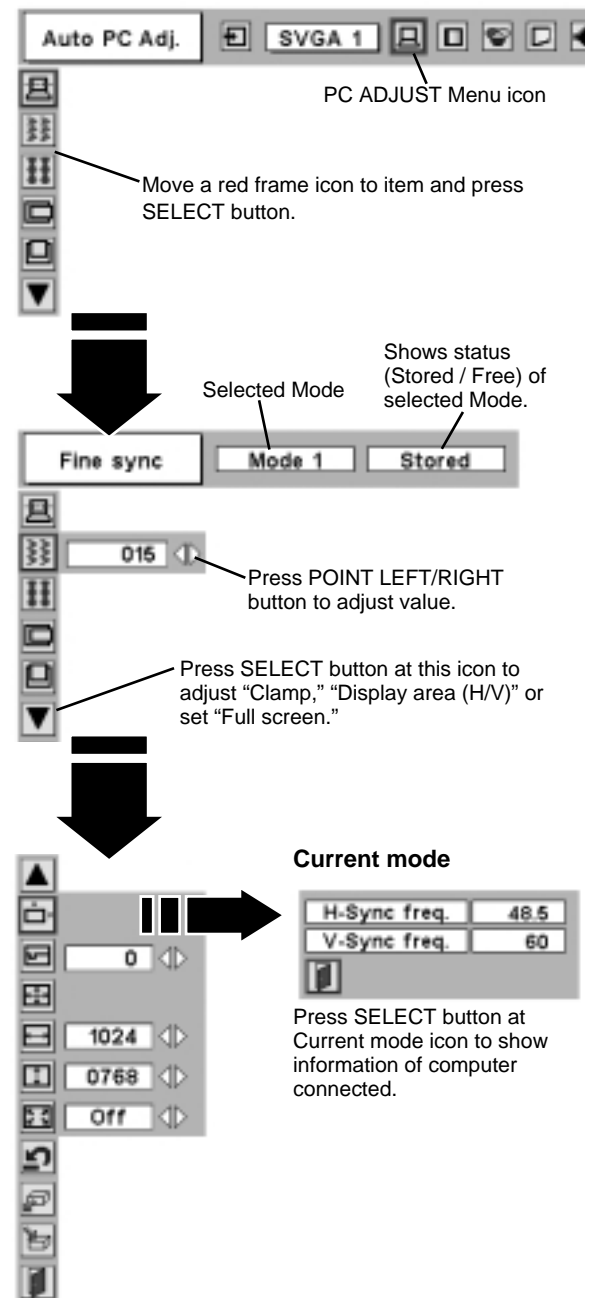 Auto PC Adj.
SVGA 1
PC ADJUST Menu icon
Move a red frame icon to item and press
SELECT button.
Shows status
(Stored / Free) of
selected Mode.
Selected Mode
Fine sync
Mode 1
Stored
015
Press POINT LEFT/RIGHT
button to adjust value.
Press SELECT button at this icon to
adjust “Clamp,” “Display area (H/V)” or
set “Full screen.”
Current mode
H-Sync freq. 48.5
V-Sync freq. 60
0
1024
0768
Off
Press SELECT button at
Current mode icon to show
information of computer
connected.